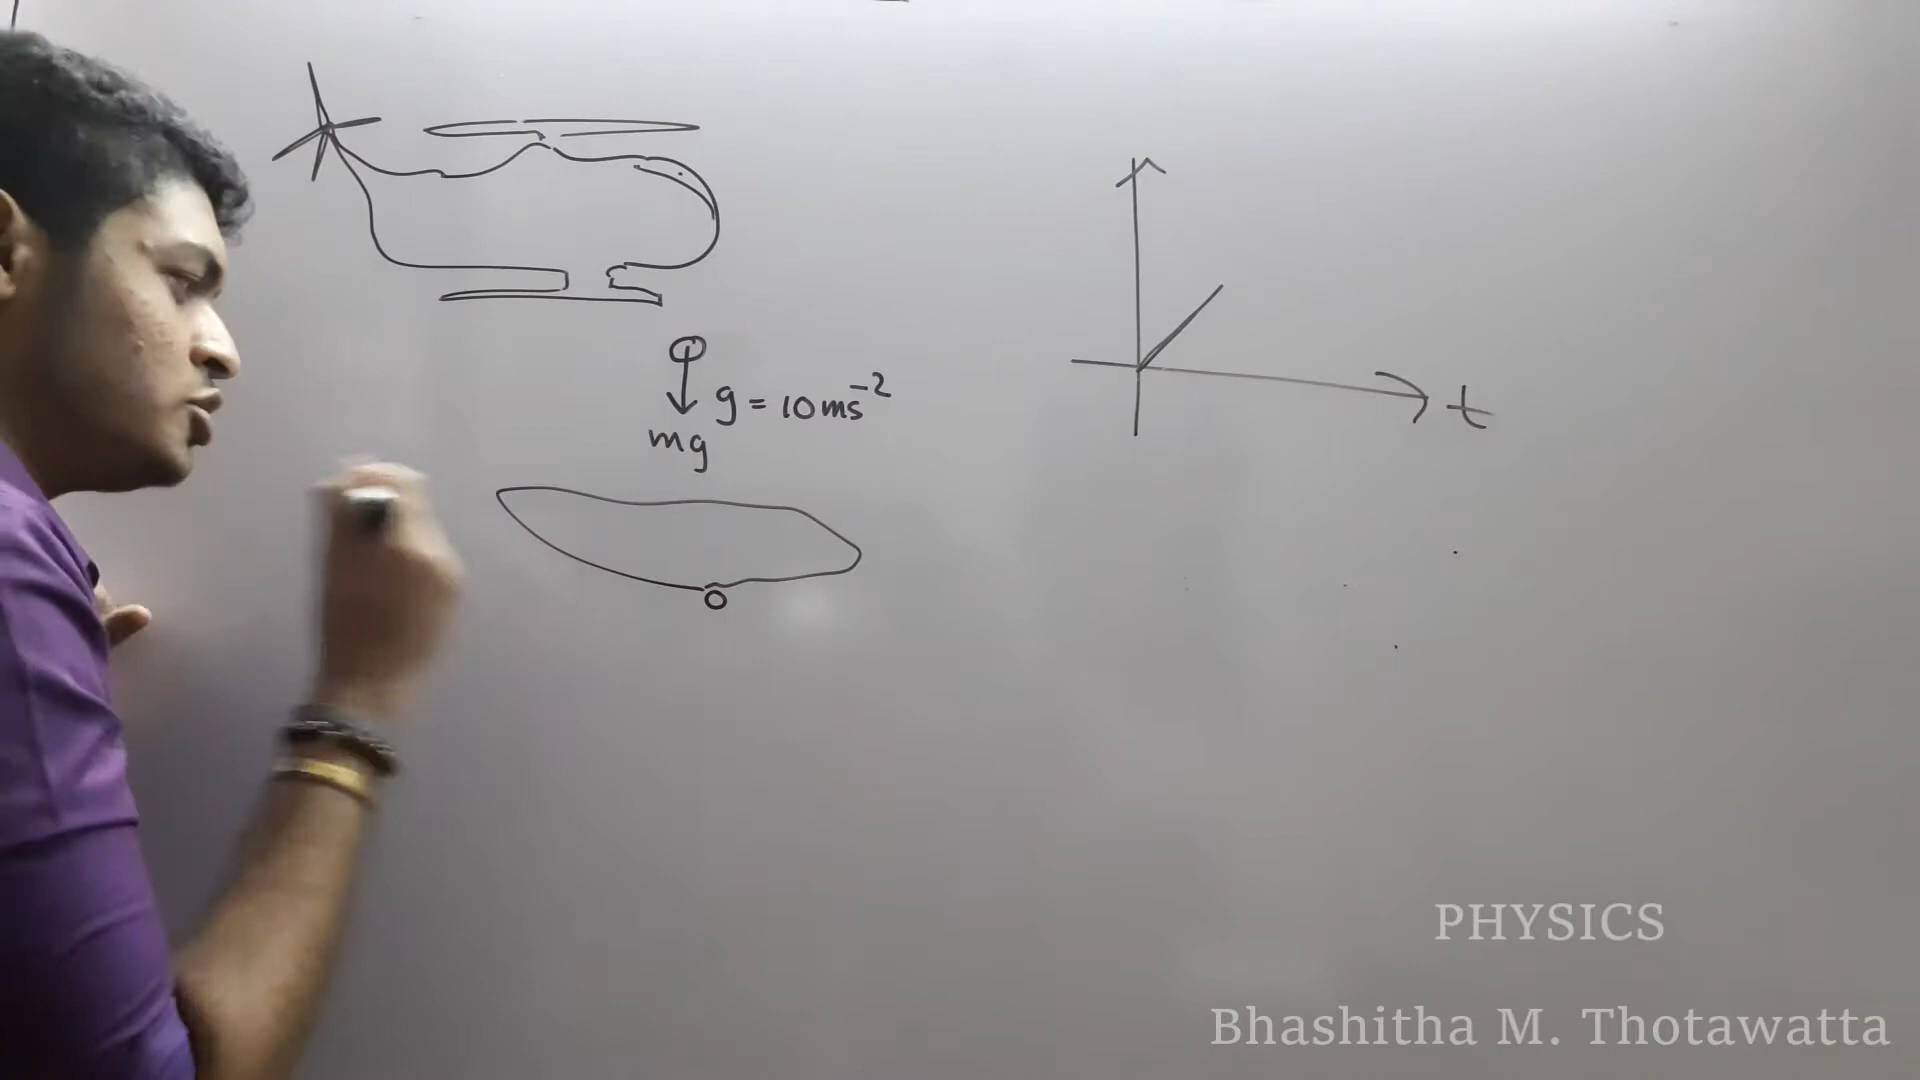 g = 10ms⁻²
mg
t
PHYSICS
Bhashitha M. Thotawatta